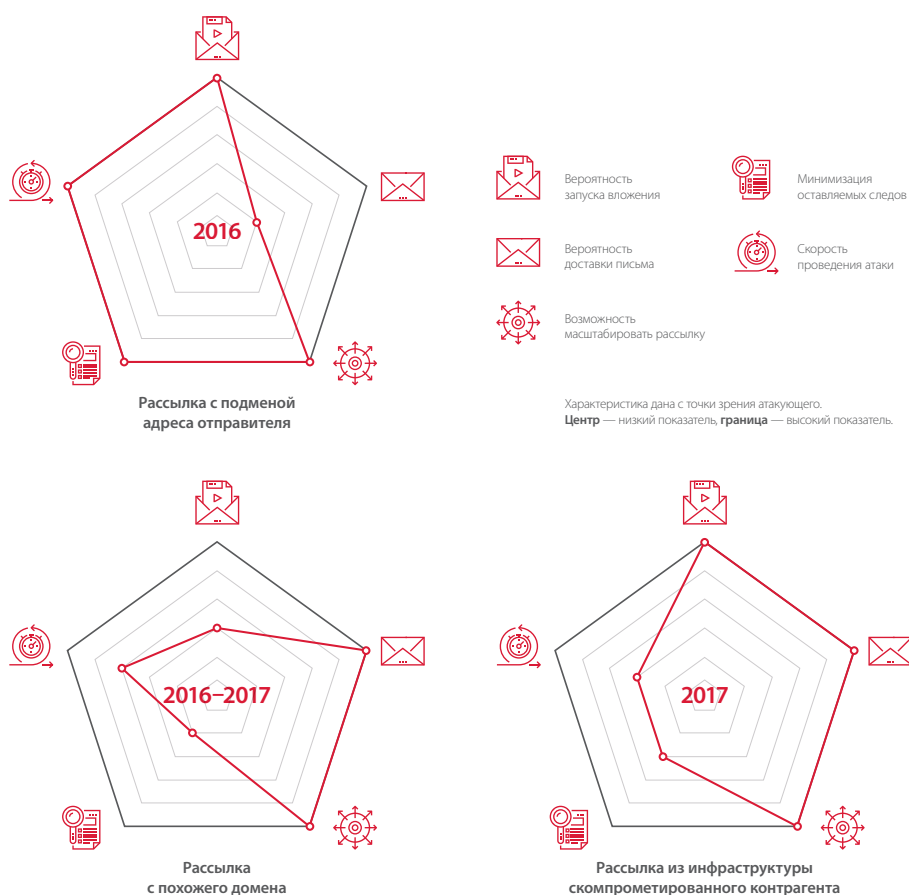 2016
Рассылка с подменой
адреса отправителя
Вероятность
запуска вложения
Минимизация
оставляемых следов
Вероятность
доставки письма
Скорость
проведения атаки
Возможность
масштабировать рассылку
Характеристика дана с точки зрения атакующего.
Центр — низкий показатель, граница — высокий показатель.
2016–2017
Рассылка
с похожего домена
2017
Рассылка из инфраструктуры
скомпрометированного контрагента